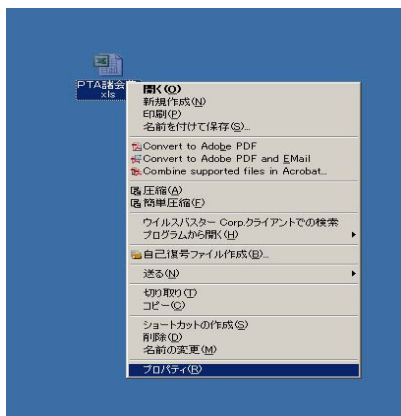 PTA諸会
xls
開く(O)
新規作成(N)
印刷(P)
名前を付けて保存(S)...
Convert to Adobe PDF
Convert to Adobe PDF and EMail
Combine supported files in Acrobat...
圧縮(A)
簡単圧縮(F)
ウイルスバスター Corp.クライアントでの検索
プログラムから開く(H)
自己復号ファイル作成(B)...
送る(N)
切り取り(T)
コピー(C)
ショートカットの作成(S)
削除(D)
名前の変更(M)
プロパティ(R)